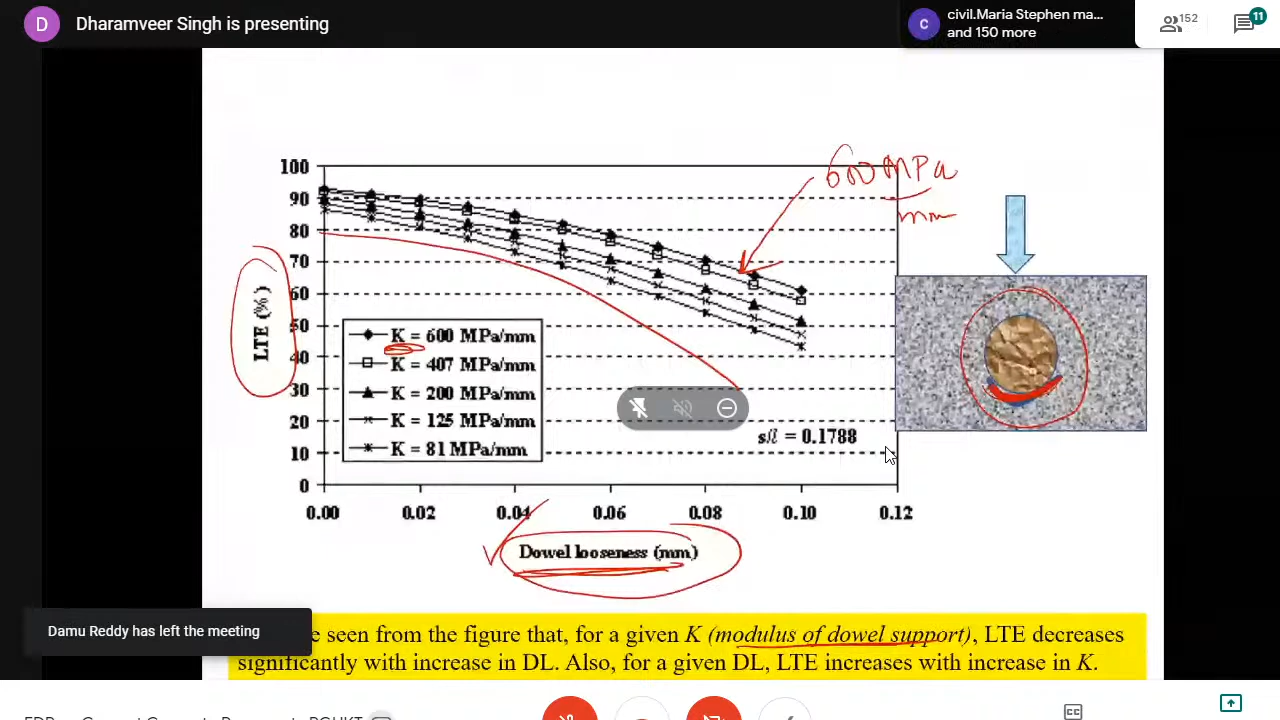 D
Dharamveer Singh is presenting
C
civil.Maria Stephen ma...
and 150 more
152
11
600 MPa
mm
100
90
80
70
60
50
40
30
20
10
0
LTE (%)
K = 600 MPa/mm
K = 407 MPa/mm
K = 200 MPa/mm
K = 125 MPa/mm
K = 81 MPa/mm
s/l = 0.1788
0.00 0.02 0.04 0.06 0.08 0.10 0.12
Dowel looseness (mm)
Damu Reddy has left the meeting
seen from the figure that, for a given K (modulus of dowel support), LTE decreases
significantly with increase in DL. Also, for a given DL, LTE increases with increase in K.
CC